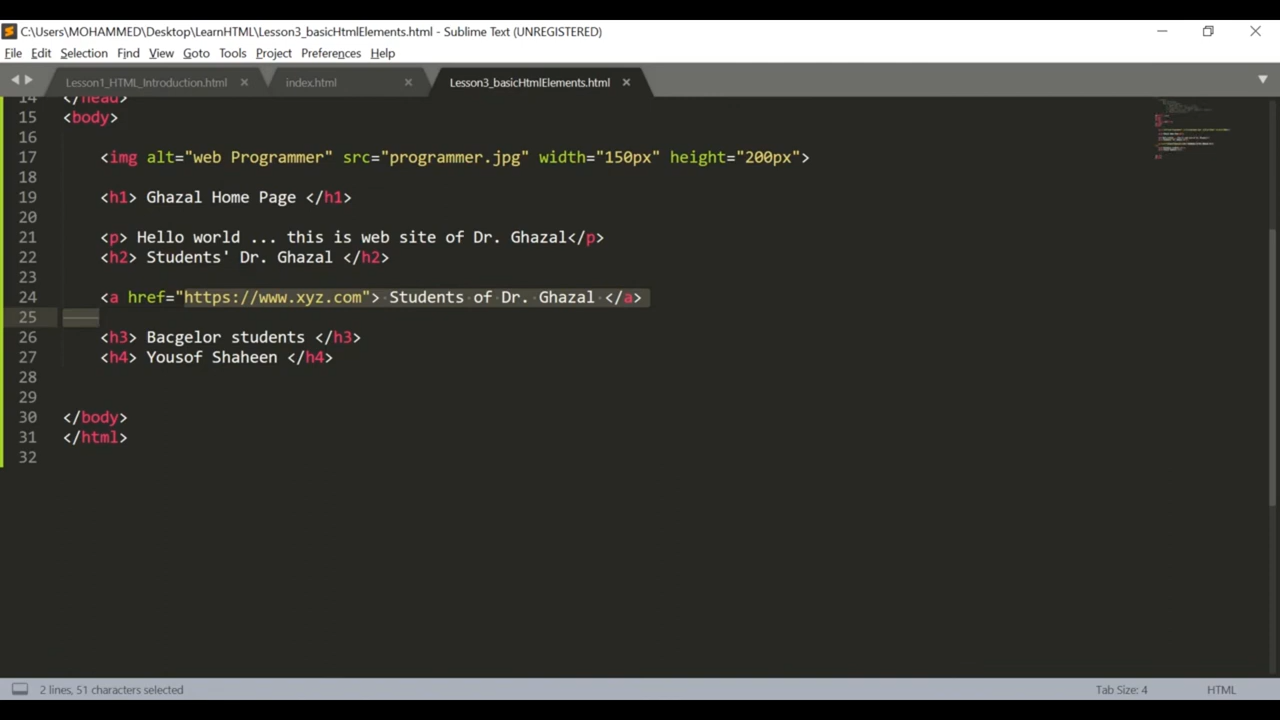 C:\Users\MOHAMMED\Desktop\LearnHTML\Lesson3_basicHtmlElements.html - Sublime Text (UNREGISTERED)
File Edit Selection Find View Goto Tools Project Preferences Help
Lesson1_HTML_Introduction.html index.html Lesson3_basicHtmlElements.html
14 </head>
15 <body>
16
17 <img alt="web Programmer" src="programmer.jpg" width="150px" height="200px">
18
19 <h1> Ghazal Home Page </h1>
20
21 <p> Hello world ... this is web site of Dr. Ghazal</p>
22 <h2> Students' Dr. Ghazal </h2>
23
24 <a href="https://www.xyz.com"> Students of Dr. Ghazal </a>
25
26 <h3> Bacgelor students </h3>
27 <h4> Yousof Shaheen </h4>
28
29
30 </body>
31 </html>
32
2 lines, 51 characters selected Tab Size: 4 HTML